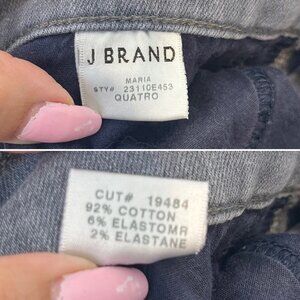 J BRAND
MARIA
STY# 23110E453
QUATRO
CUT# 19484
92% COTTON
6% ELASTOMR
2% ELASTANE